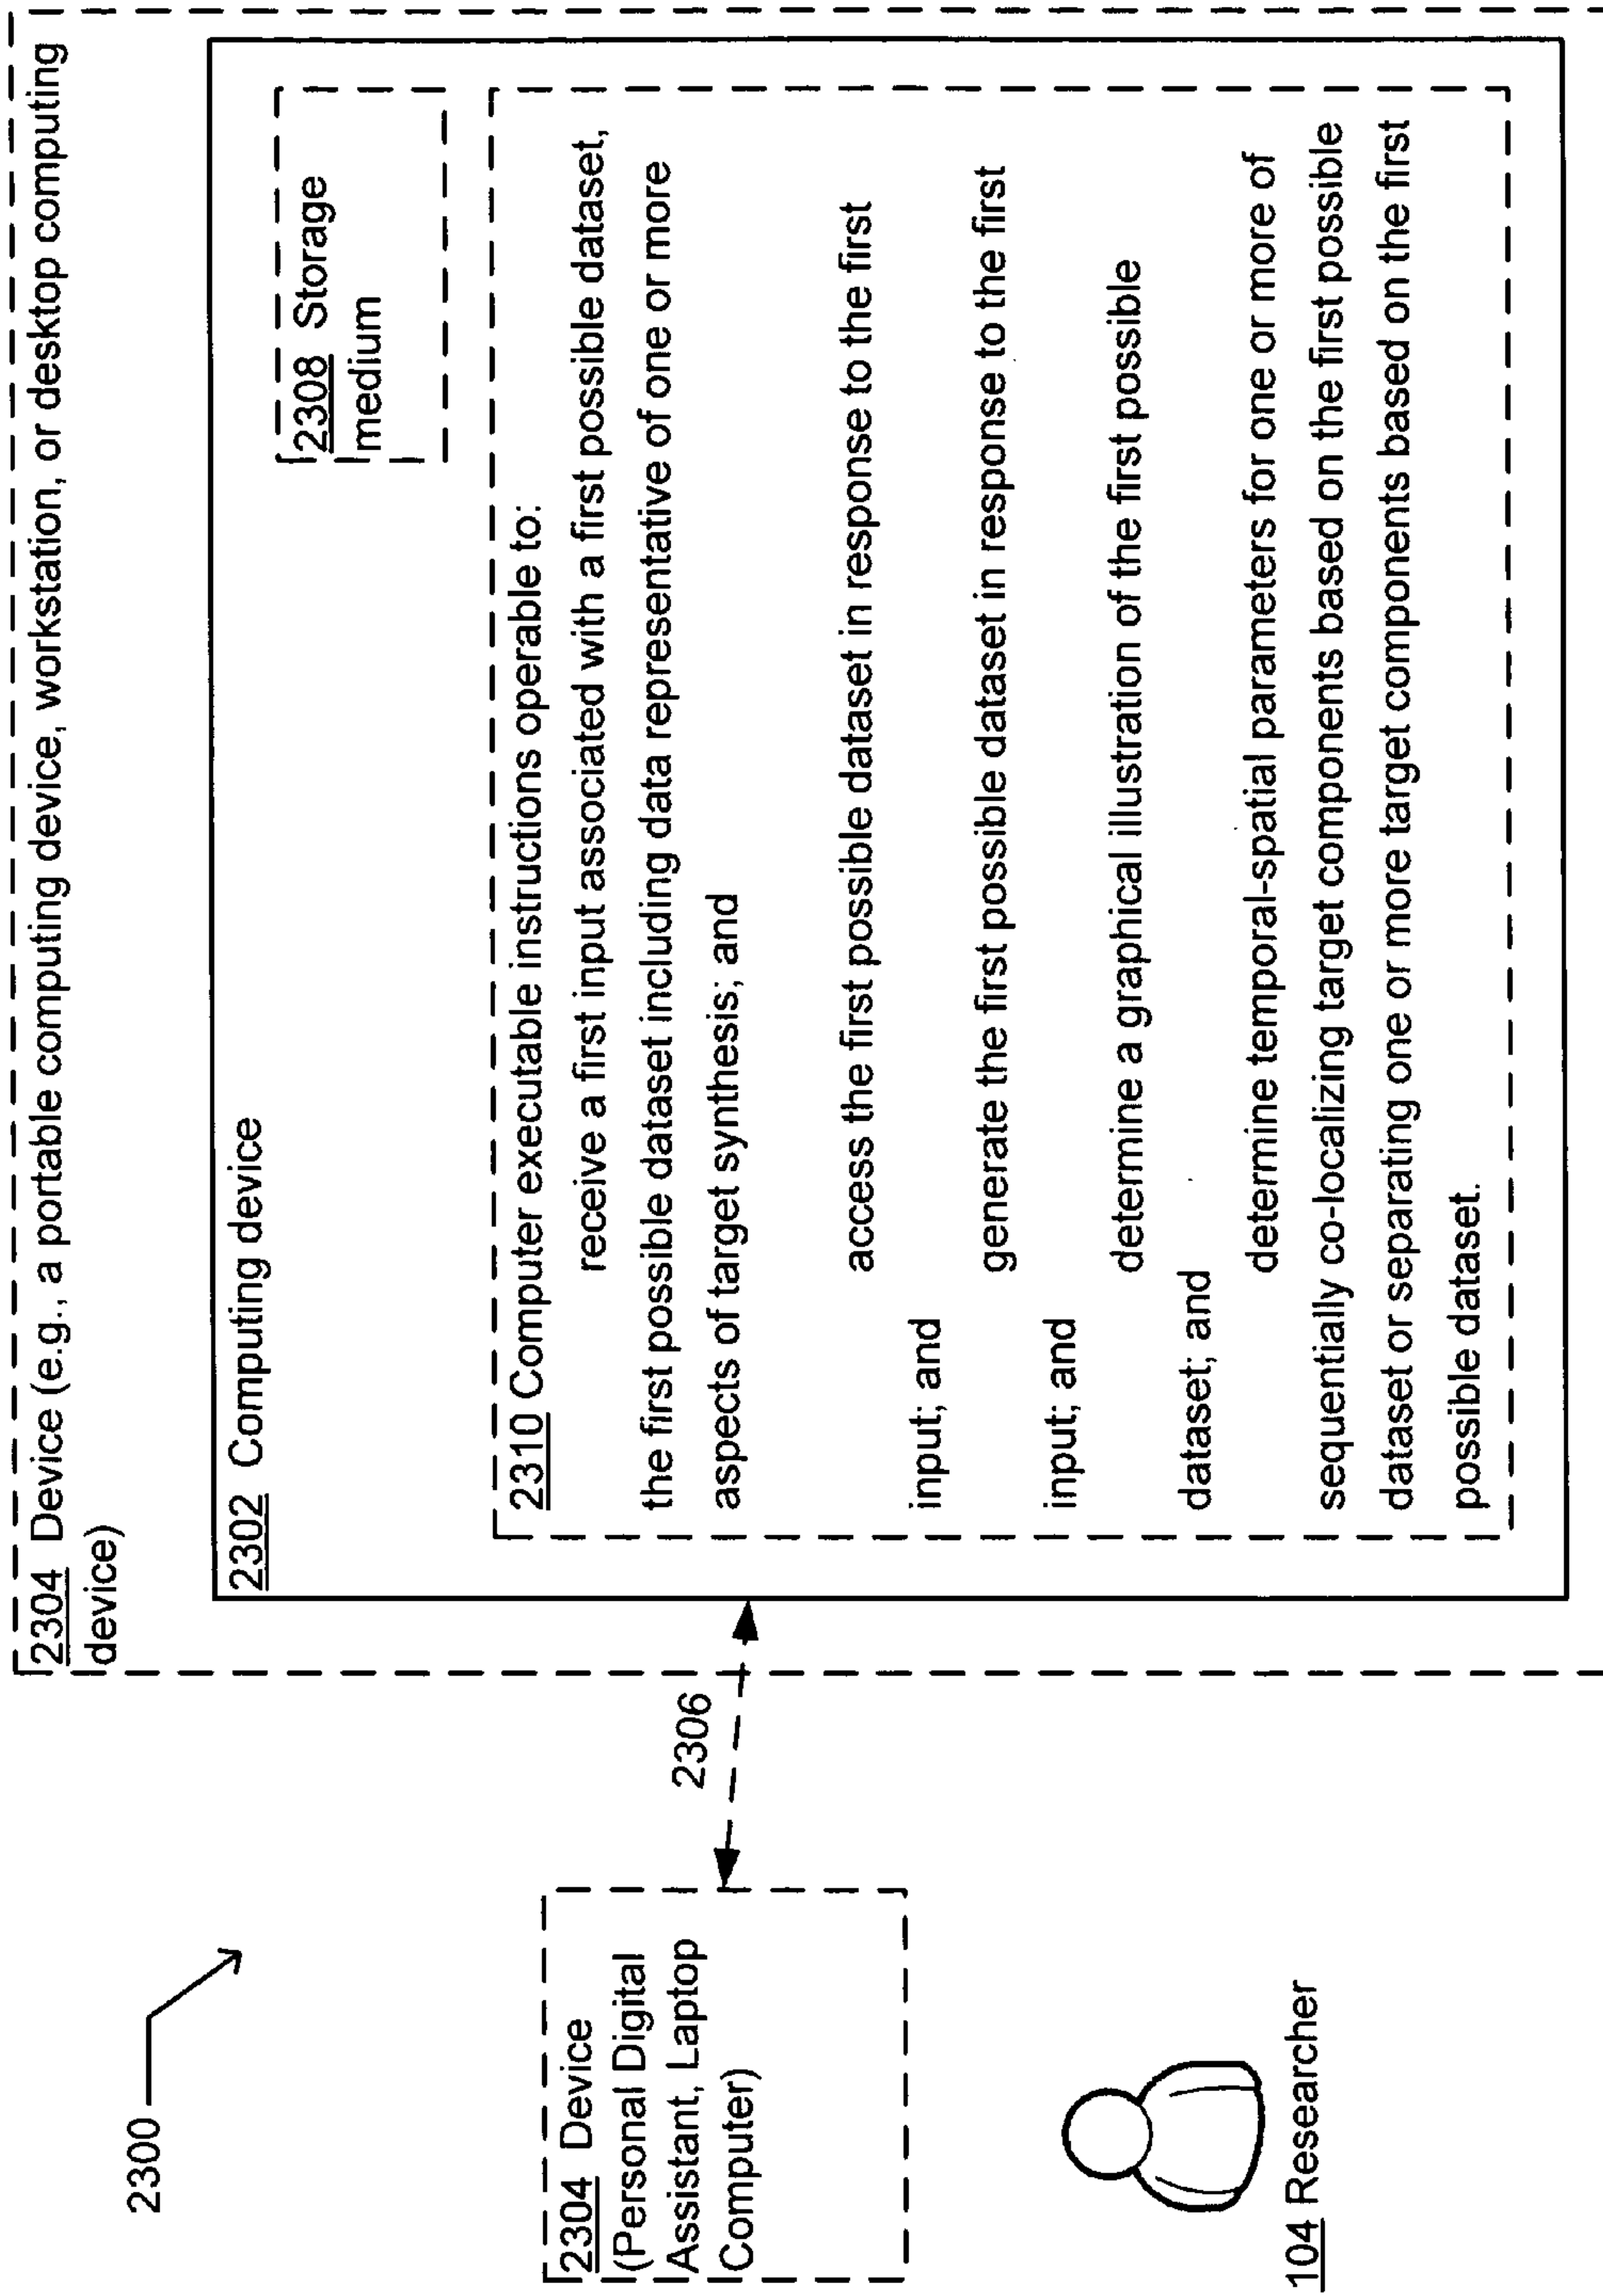 2300
2304 Device (e.g., a portable computing device, workstation, or desktop computing
device)
2302 Computing device
2308 Storage
medium
2310 Computer executable instructions operable to:
receive a first input associated with a first possible dataset,
the first possible dataset including data representative of one or more
aspects of target synthesis; and
access the first possible dataset in response to the first
input; and
generate the first possible dataset in response to the first
input; and
determine a graphical illustration of the first possible
dataset; and
determine temporal-spatial parameters for one or more of
sequentially co-localizing target components based on the first possible
dataset or separating one or more target components based on the first
possible dataset.
2306
2304 Device
(Personal Digital
Assistant, Laptop
Computer)
104 Researcher